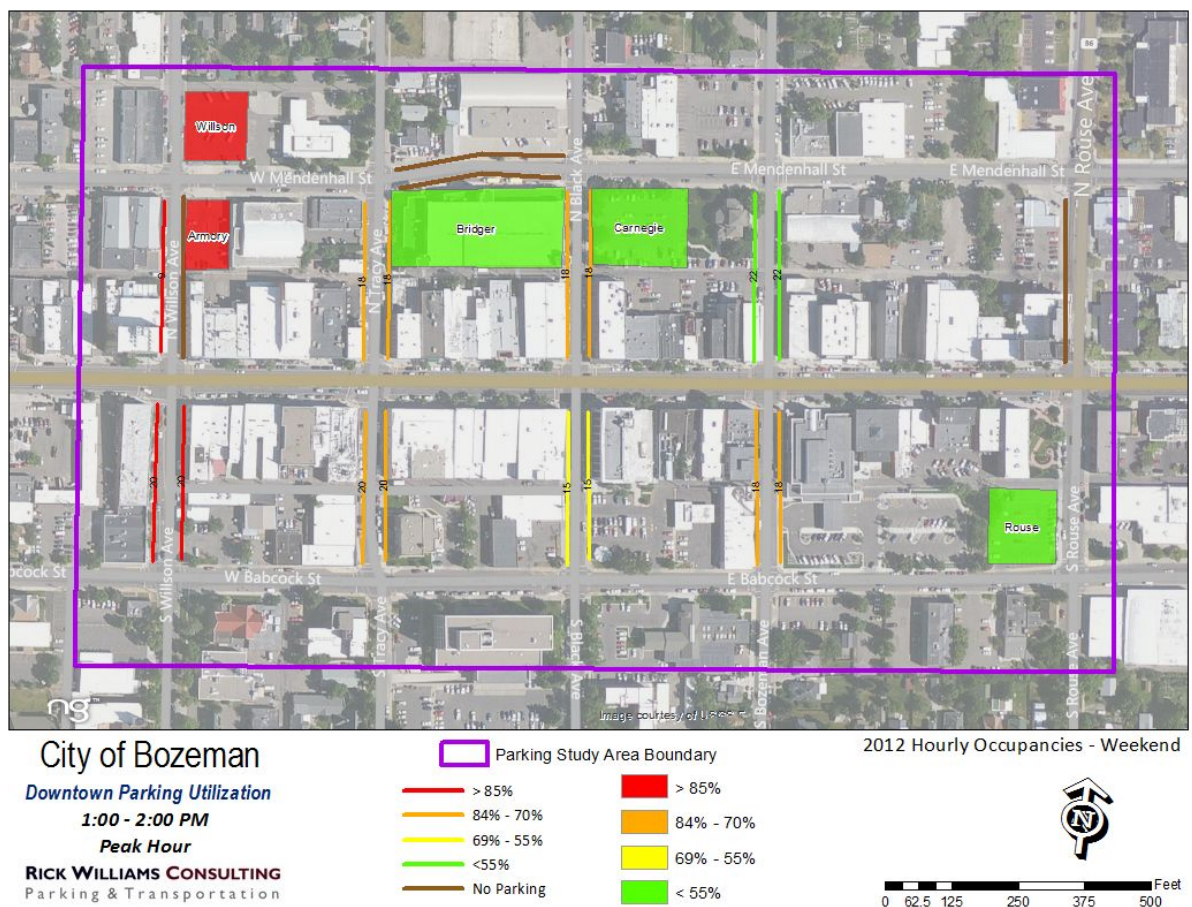 86
Willson
N Rouse Ave
W Mendenhall St
N Black Ave
E Mendenhall St
E Mendenhall St
Armory
Bridger
Carnegie
9
N Willson Ave
18
N Tracy Ave
18
18
18
22
22
20
20
20
20
15
15
18
18
Rouse
W Babcock St
E Babcock St
S Rouse Ave
S Willson Ave
S Tracy Ave
S Black Ave
S Bozeman Ave
S Rouse Ave
ng
Image courtesy of USGS
City of Bozeman
Downtown Parking Utilization
1:00 - 2:00 PM
Peak Hour
RICK WILLIAMS CONSULTING
Parking & Transportation
Parking Study Area Boundary
> 85%
84% - 70%
69% - 55%
<55%
No Parking
> 85%
84% - 70%
69% - 55%
< 55%
2012 Hourly Occupancies - Weekend
N
Feet
0 62.5 125 250 375 500